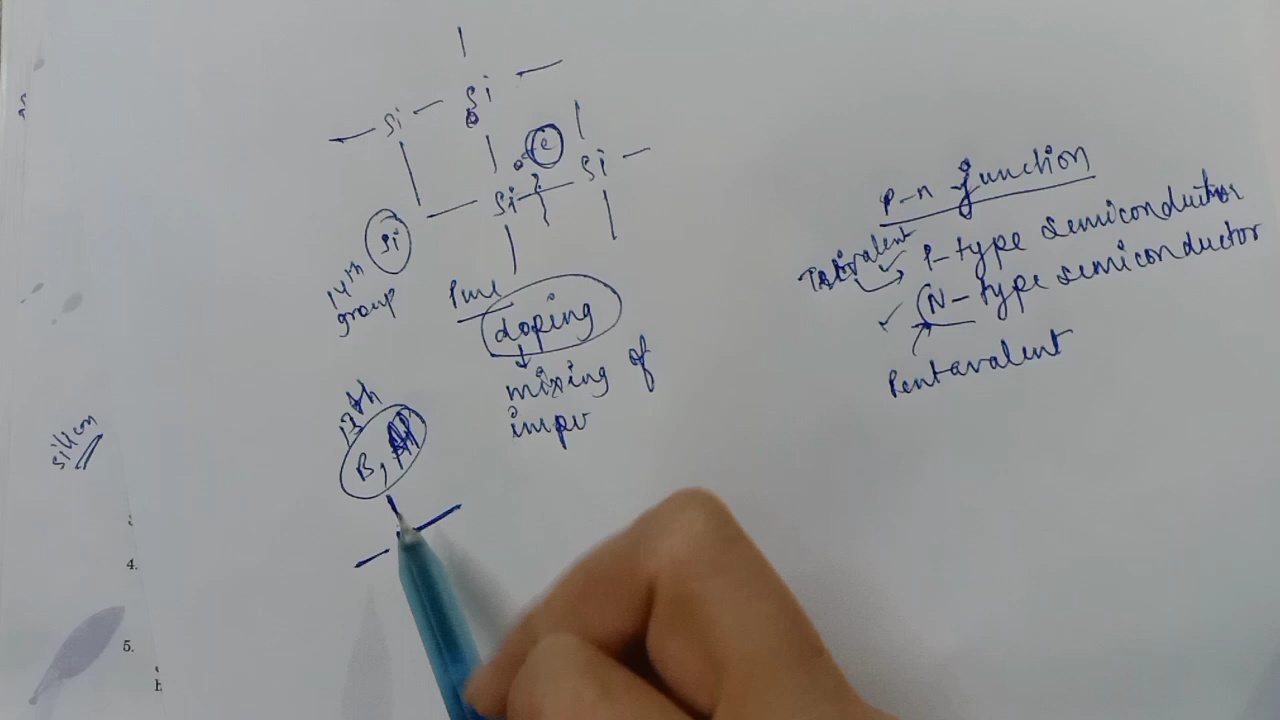 Si
Si
e
Si
Si
Si
14th
group
Pure
doping
mixing of
impu
13th
B,
silicon
4.
5.
P-n junction
P-type semiconductor
N-type semiconductor
Pentavalent